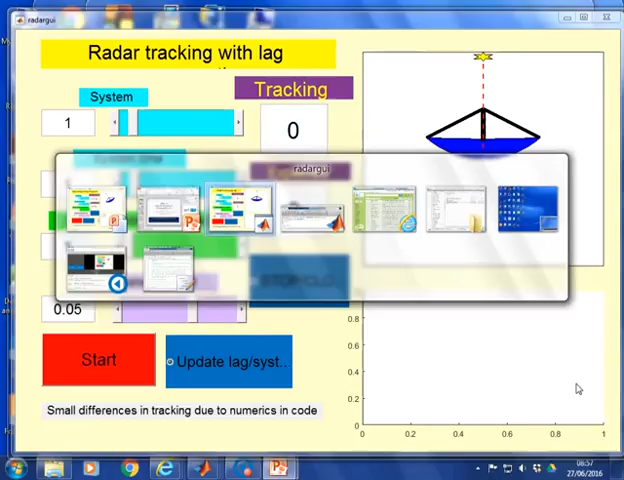 radargui
Radar tracking with lag
System
Tracking
1
0
radargui
0.05
Start
Update lag/syst...
Small differences in tracking due to numerics in code
0.8
0.6
0.4
0.2
0
0
0.2
0.4
0.6
0.8
1
08:57
27/06/2016